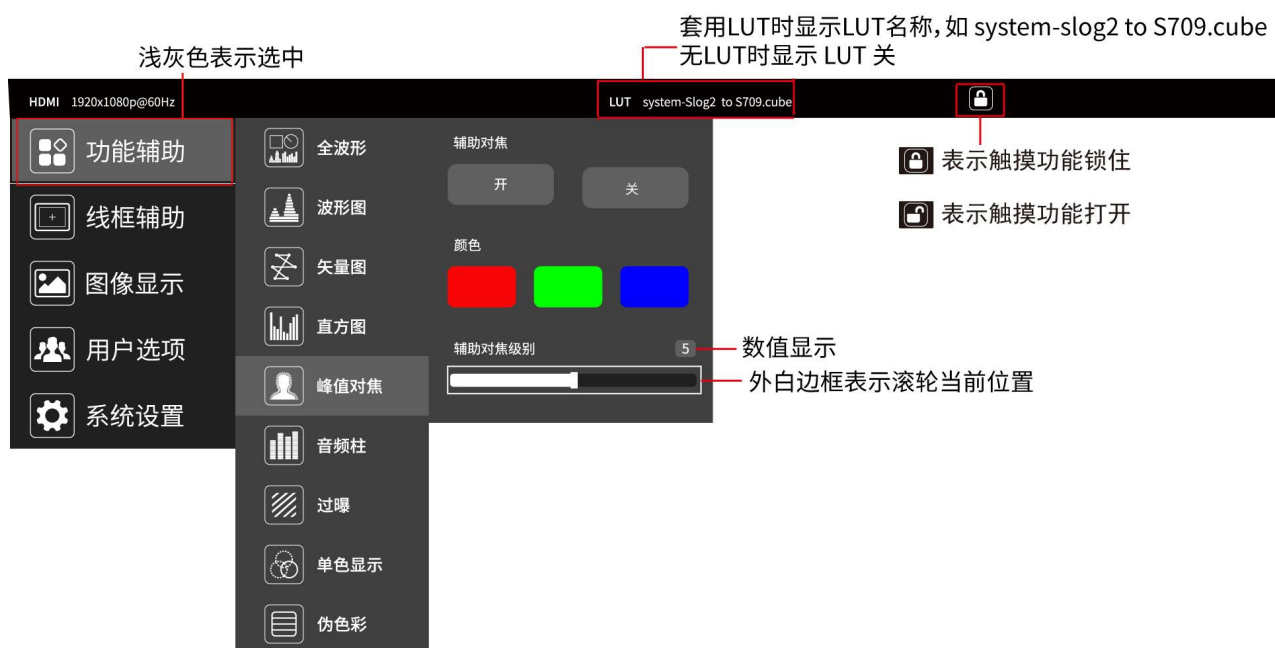 套用LUT时显示LUT名称, 如 system-slog2 to S709.cube
无LUT时显示 LUT 关
浅灰色表示选中
HDMI 1920x1080p@60Hz
LUT system-Slog2 to S709.cube
功能辅助
线框辅助
图像显示
用户选项
系统设置
全波形
波形图
矢量图
直方图
峰值对焦
音频柱
过曝
单色显示
伪色彩
辅助对焦
开
关
颜色
辅助对焦级别
5
数值显示
外白边框表示滚轮当前位置
表示触摸功能锁住
表示触摸功能打开